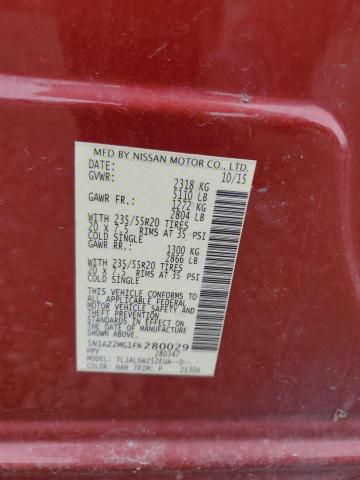 MFD BY NISSAN MOTOR CO., LTD.
DATE: 10/15
GVWR: 2318 KG
5110 LB
GAWR FR.: 1272 KG
2804 LB
WITH 235/55R20 TIRES
20 X 7.5 RIMS AT 35 PSI
COLD SINGLE
GAWR RR.: 1300 KG
2866 LB
WITH 235/55R20 TIRES
20 X 7.5 RIMS AT 35 PSI
COLD SINGLE
THIS VEHICLE CONFORMS TO ALL
APPLICABLE FEDERAL MOTOR
VEHICLE SAFETY AND
THEFT PREVENTION STANDARDS
IN EFFECT ON THE DATE OF
MANUFACTURE SHOWN ABOVE.
5N1AZ2MG1FN280029
MPV 280347
COLOR: NAH TRIM: P 25304